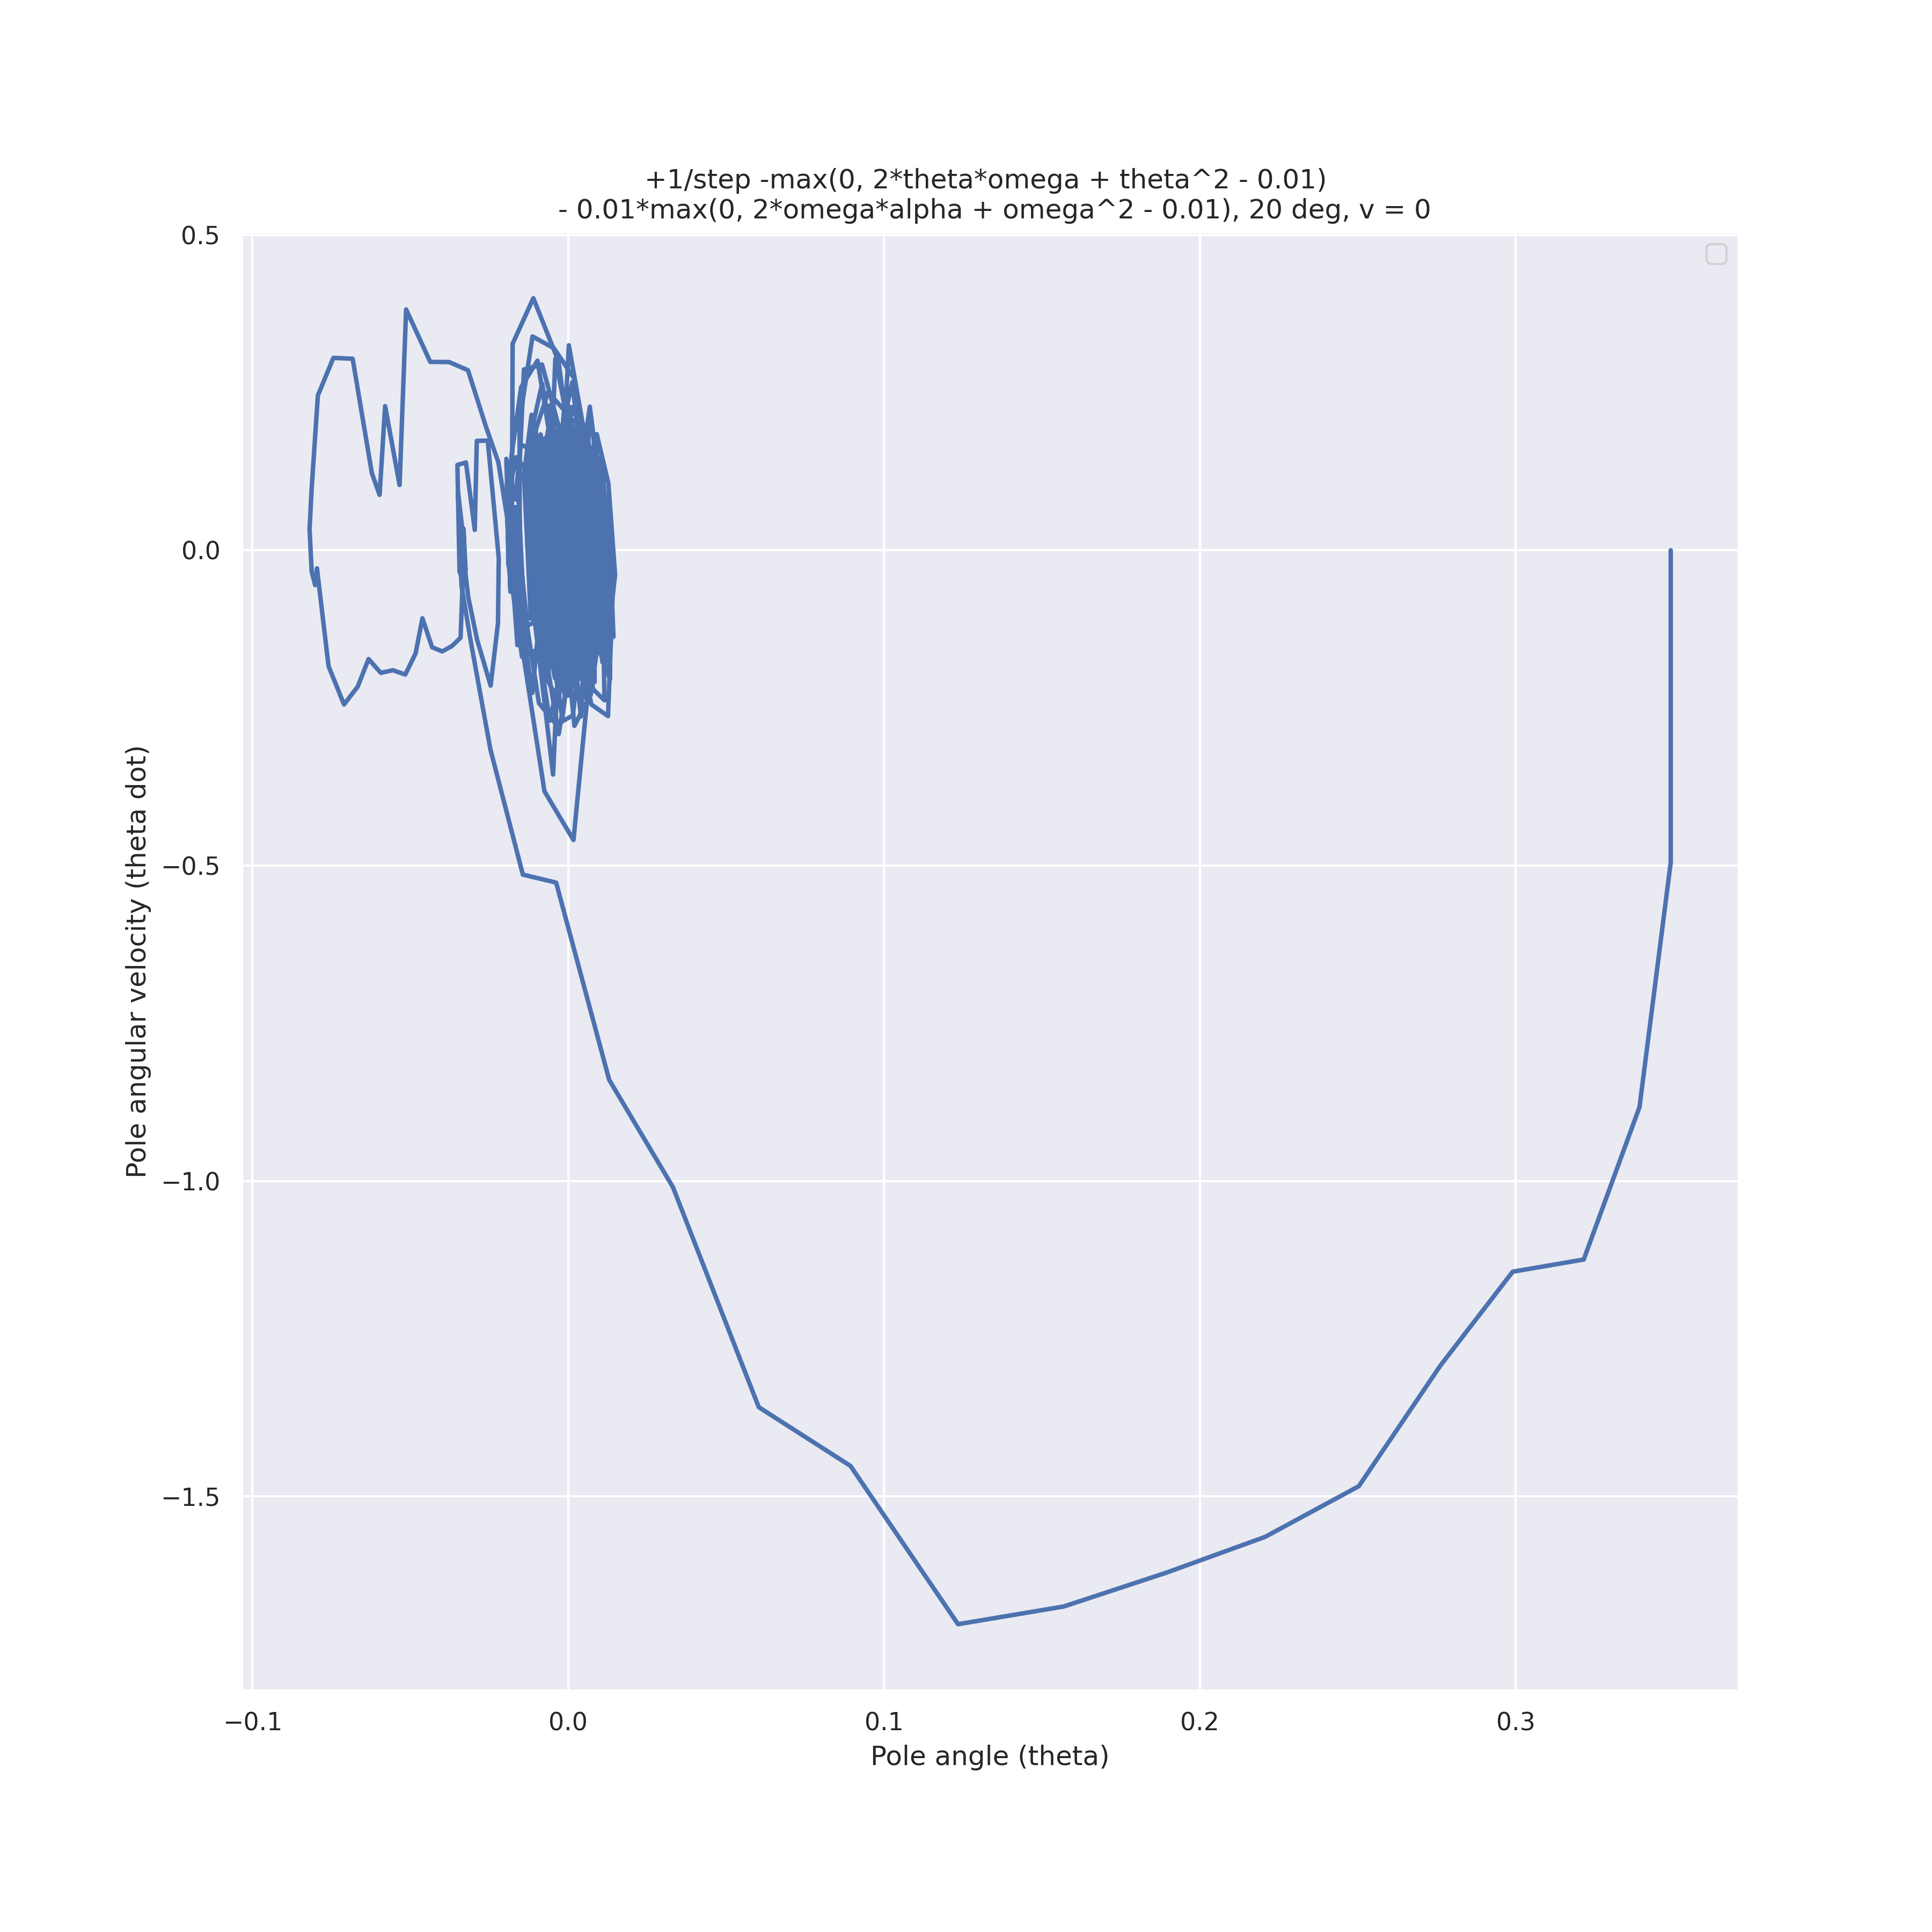 +1/step -max(0, 2*theta*omega + theta^2 - 0.01)
- 0.01*max(0, 2*omega*alpha + omega^2 - 0.01), 20 deg, v = 0
0.5
0.0
−0.5
−1.0
−1.5
Pole angular velocity (theta dot)
−0.1
0.0
0.1
0.2
0.3
Pole angle (theta)